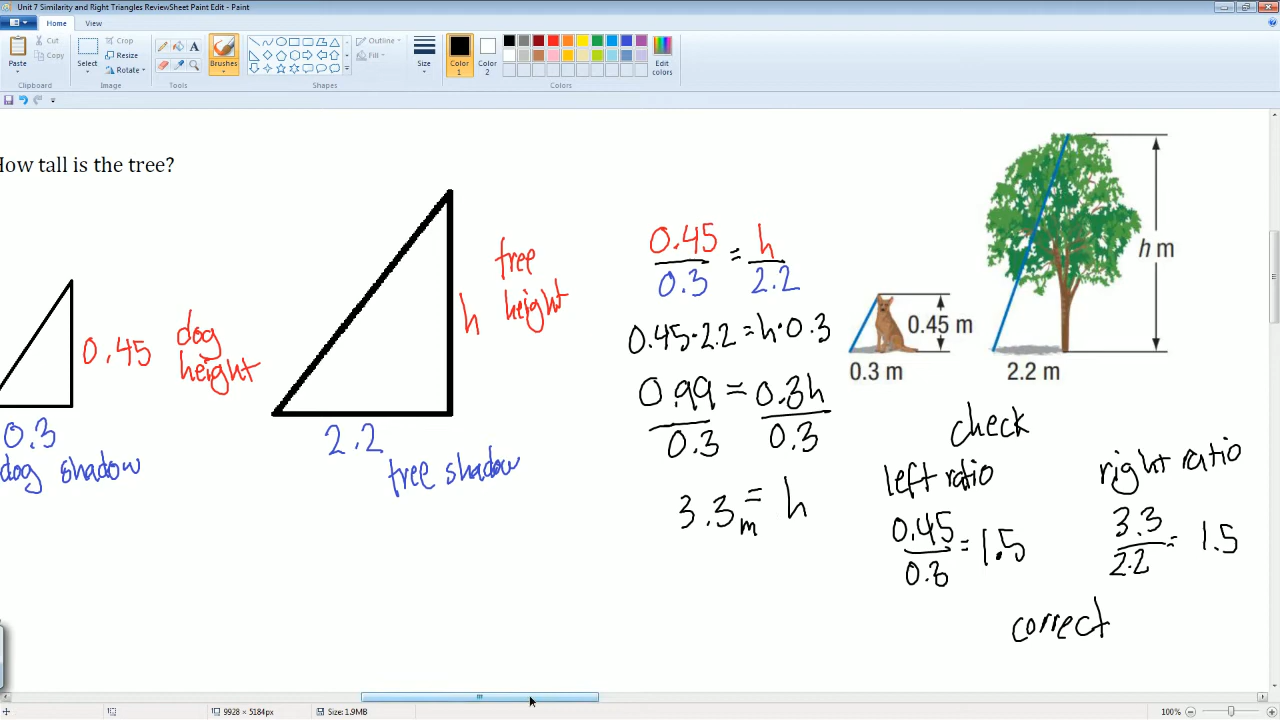 Unit 7 Similarity and Right Triangles ReviewSheet Paint Edit - Paint
Home View
Paste
Cut
Copy
Clipboard
Select
Crop
Resize
Rotate
Image
A
Tools
Brushes
Outline
Fill
Shapes
Size
Color 1
Color 2
Edit colors
Colors
How tall is the tree?
0.45
dog height
0.3
dog shadow
tree height
h
2.2
tree shadow
0.45 = h
0.3 2.2
0.45·2.2=h·0.3
0.99 = 0.3h
0.3 0.3
3.3m = h
0.45 m
0.3 m
h m
2.2 m
check
left ratio
0.45
0.3
= 1.5
right ratio
3.3
2.2
= 1.5
correct
9928 × 5184px
Size: 1.9MB
100%